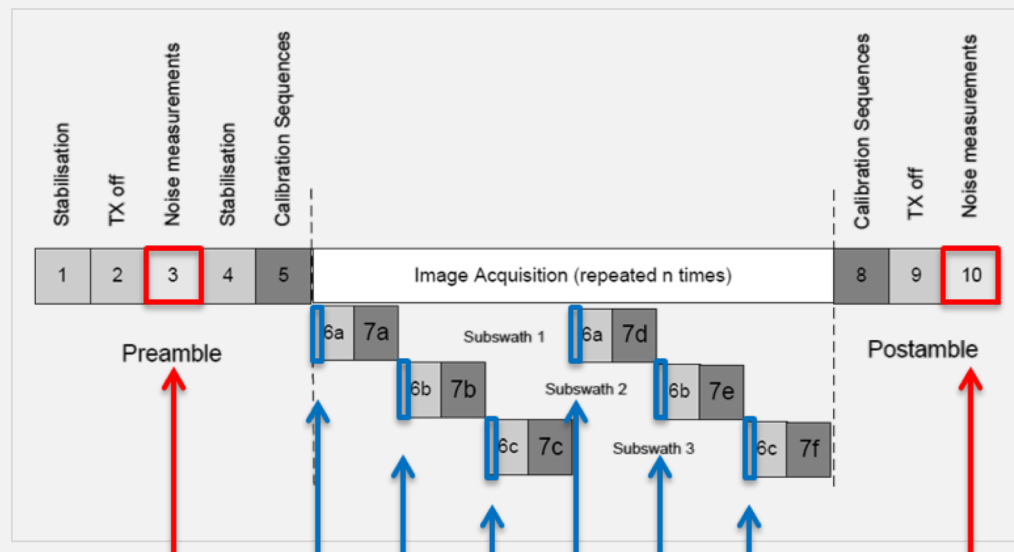 Stabilisation
TX off
Noise measurements
Stabilisation
Calibration Sequences
Calibration Sequences
TX off
Noise measurements
1 2 3 4 5 Image Acquisition (repeated n times) 8 9 10
Preamble
6a 7a Subswath 1 6a 7d
Postamble
6b 7b Subswath 2 6b 7e
6c 7c Subswath 3 6c 7f